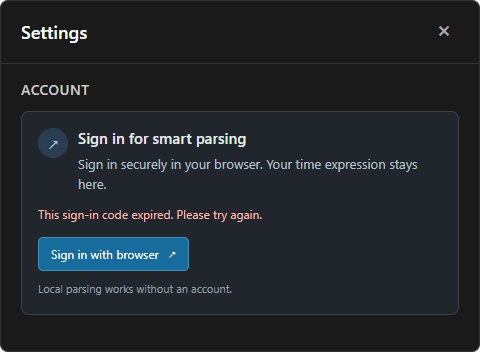 Settings
ACCOUNT
Sign in for smart parsing
Sign in securely in your browser. Your time expression stays
here.
This sign-in code expired. Please try again.
Sign in with browser ↗
Local parsing works without an account.